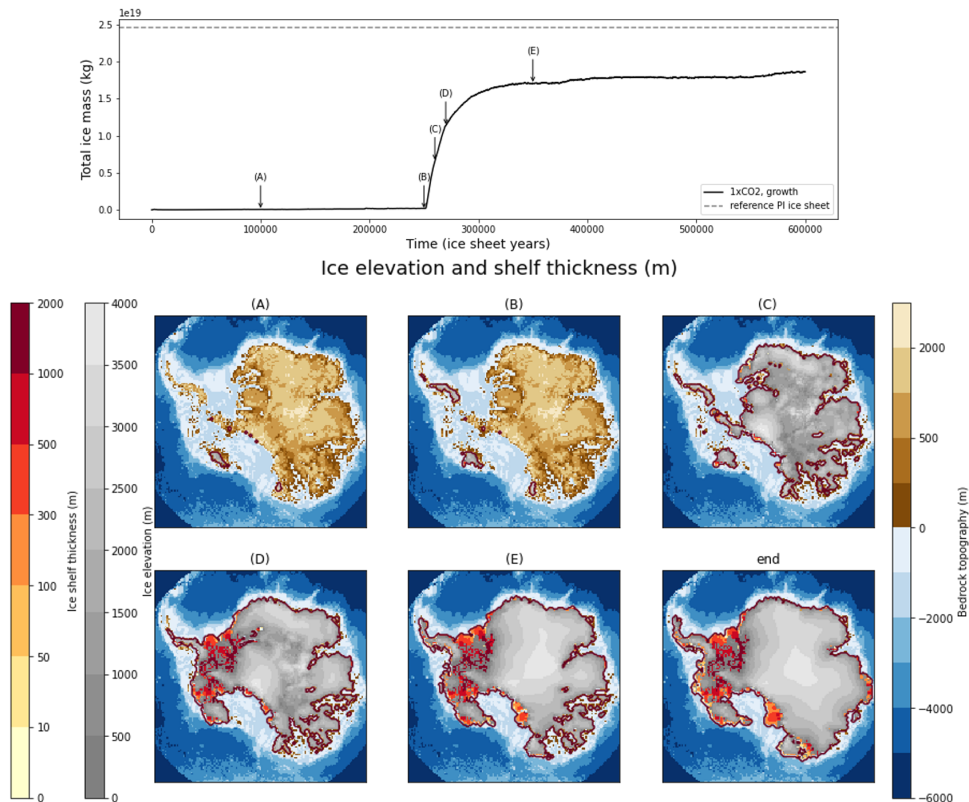 1e19
2.5
2.0
1.5
1.0
0.5
0.0
Total ice mass (kg)
(A)
(B)
(C)
(D)
(E)
1xCO2, growth
reference PI ice sheet
0 100000 200000 300000 400000 500000 600000
Time (ice sheet years)
Ice elevation and shelf thickness (m)
2000
1000
500
300
100
50
10
0
Ice shelf thickness (m)
4000
3500
3000
2500
2000
1500
1000
500
0
Ice elevation (m)
(A) (B) (C)
(D) (E) end
2000
500
0
−2000
−4000
−6000
Bedrock topography (m)